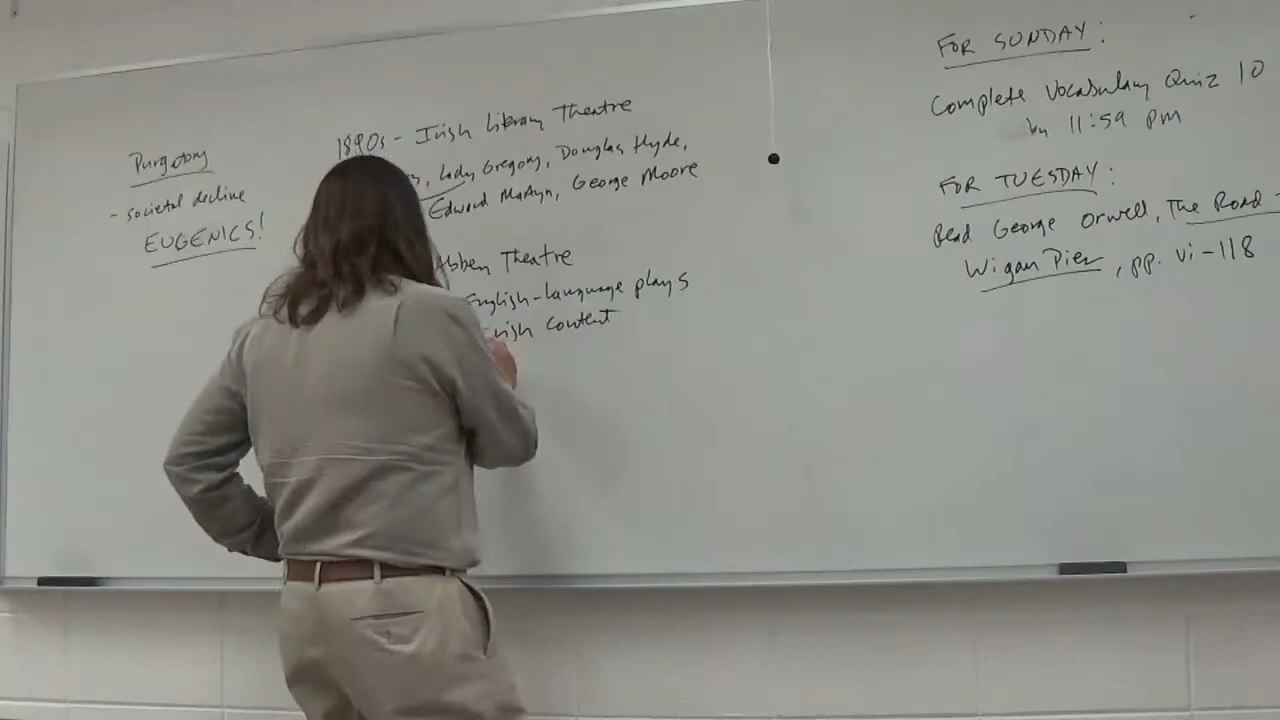 Purgatory
- societal decline
EUGENICS!
1890s - Irish Literary Theatre
, Lady Gregory, Douglas Hyde,
Edward Martyn, George Moore
Abbey Theatre
English-language plays
Irish content
FOR SUNDAY:
Complete Vocabulary Quiz 10
by 11:59 pm
FOR TUESDAY:
Read George Orwell, The Road -
Wigan Pier, pp. vi-118